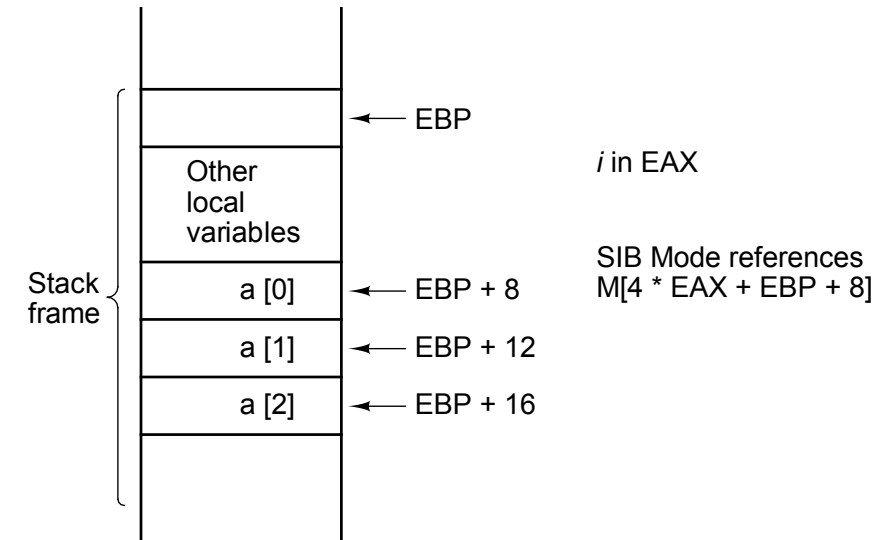 EBP
i in EAX
Other
local
variables
SIB Mode references
M[4 * EAX + EBP + 8]
Stack
frame
a [0]
EBP + 8
a [1]
EBP + 12
a [2]
EBP + 16